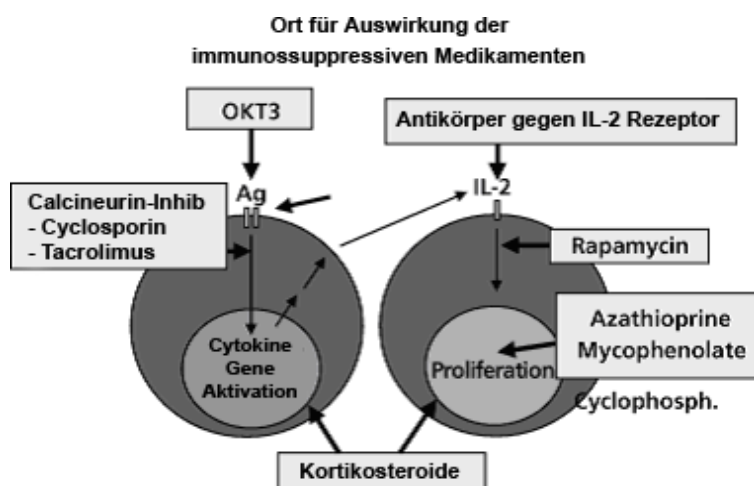 Ort für Auswirkung der
immunossuppressiven Medikamenten
OKT3
Antikörper gegen IL-2 Rezeptor
Ag
IL-2
Calcineurin-Inhib
- Cyclosporin
- Tacrolimus
Rapamycin
Cytokine
Gene
Aktivation
Proliferation
Azathioprine
Mycophenolate
Cyclophosph.
Kortikosteroide